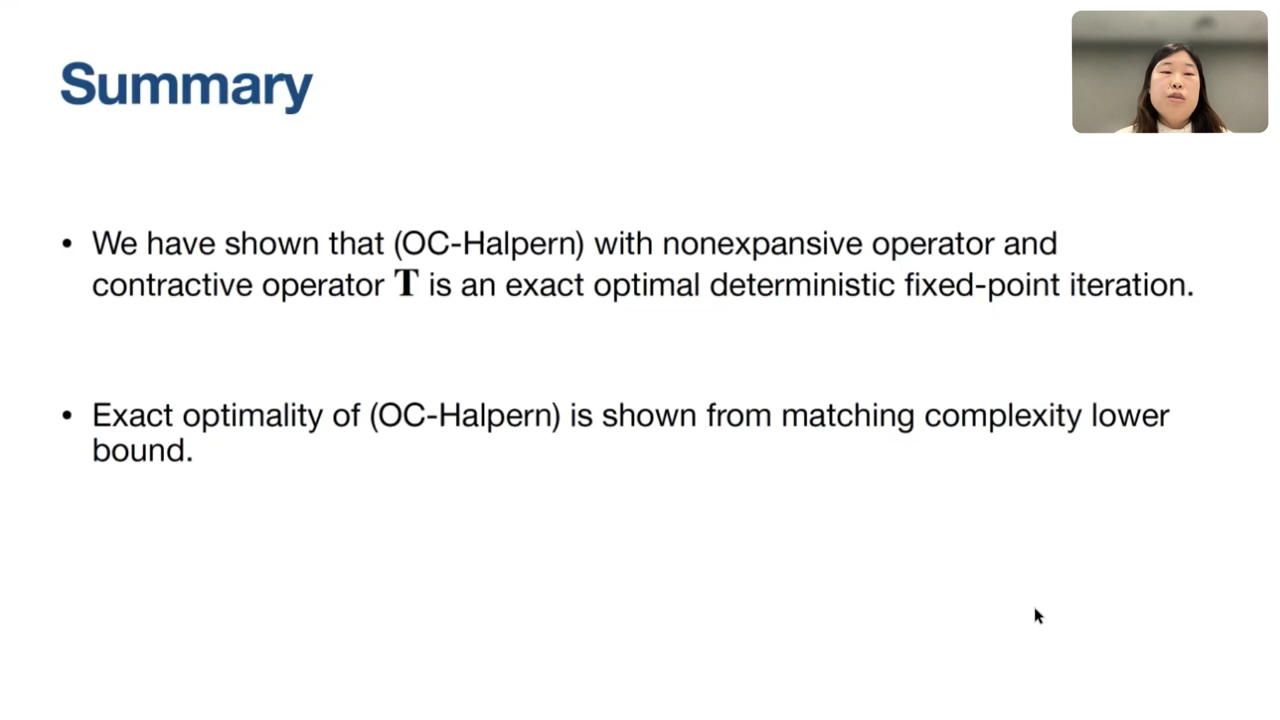 Summary
• We have shown that (OC-Halpern) with nonexpansive operator and
contractive operator T is an exact optimal deterministic fixed-point iteration.
• Exact optimality of (OC-Halpern) is shown from matching complexity lower
bound.